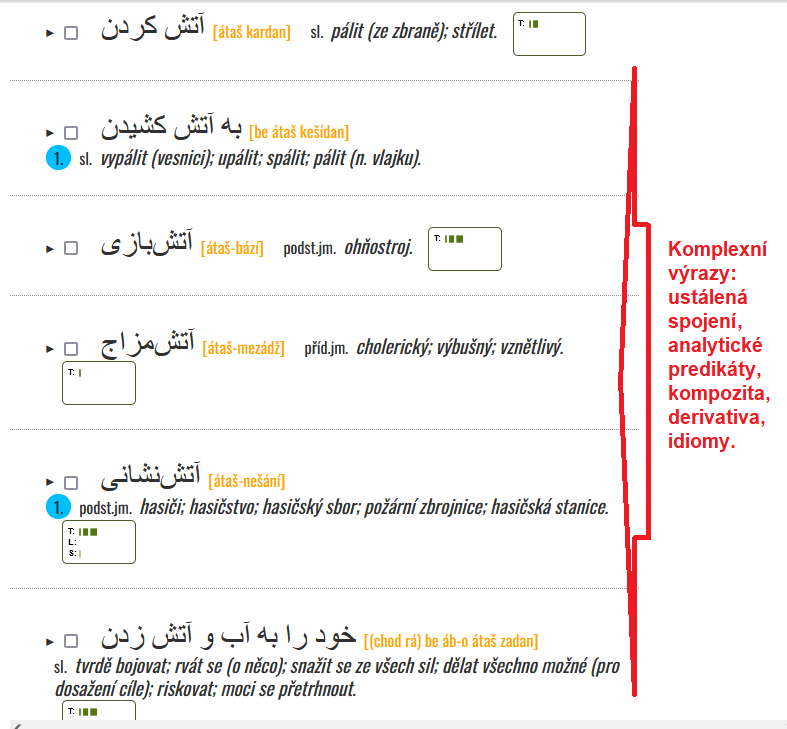 ▸ آتش کردن [átaš kardan] sl. pálit (ze zbraně); střílet. T:
▸ به آتش کشیدن [be átaš kešídan]
1. sl. vypálit (vesnici); upálit; spálit; pálit (n. vlajku).
▸ آتش‌بازی [átaš-bází] podst.jm. ohňostroj. T:
▸ آتش‌مزاج [átaš-mezádž] příd.jm. cholerický; výbušný; vznětlivý.
T:
▸ آتش‌نشانی [átaš-nešání]
1. podst.jm. hasiči; hasičstvo; hasičský sbor; požární zbrojnice; hasičská stanice.
T:
L:
S:
▸ خود را به آب و آتش زدن [(chod rá) be áb-o átaš zadan]
sl. tvrdě bojovat; rvát se (o něco); snažit se ze všech sil; dělat všechno možné (pro
dosažení cíle); riskovat; moci se přetrhnout.
T:
Komplexní
výrazy:
ustálená
spojení,
analytické
predikáty,
kompozita,
derivativa,
idiomy.